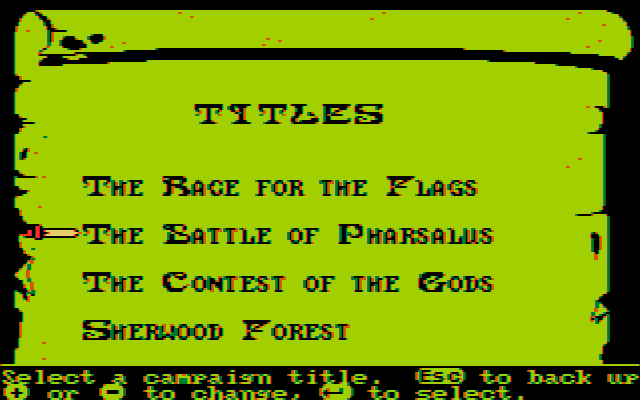 TITLES
THE RACE FOR THE FLAGS
THE BATTLE OF PHARSALUS
THE CONTEST OF THE GODS
SHERWOOD FOREST
Select a campaign title. ESC to back up
+ or - to change, ↵ to select.